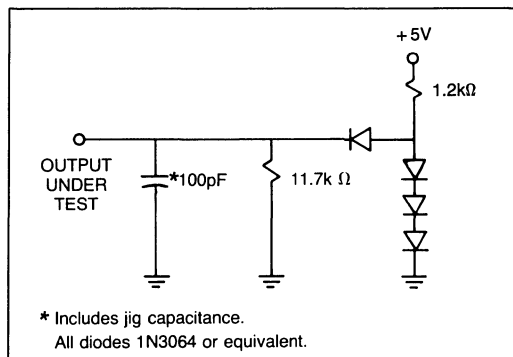 +5V
1.2kΩ
OUTPUT
UNDER
TEST
*100pF
11.7k Ω
* Includes jig capacitance.
All diodes 1N3064 or equivalent.